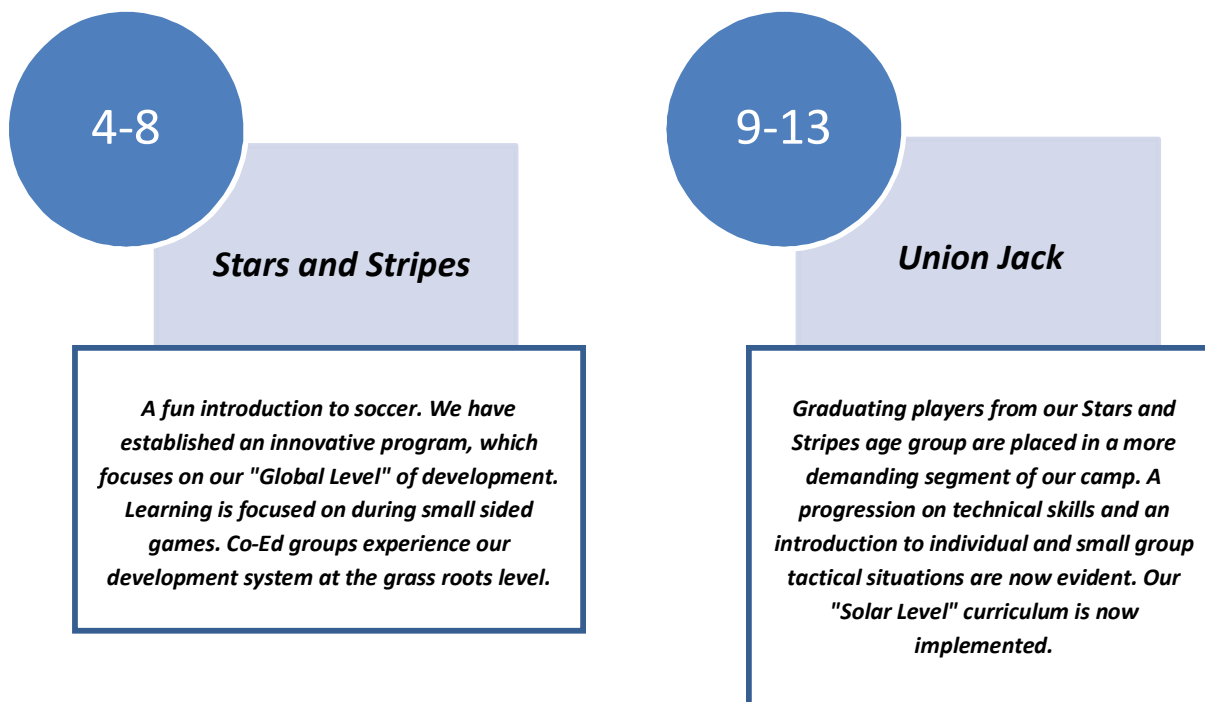 4-8
Stars and Stripes
A fun introduction to soccer. We have
established an innovative program, which
focuses on our "Global Level" of development.
Learning is focused on during small sided
games. Co-Ed groups experience our
development system at the grass roots level.
9-13
Union Jack
Graduating players from our Stars and
Stripes age group are placed in a more
demanding segment of our camp. A
progression on technical skills and an
introduction to individual and small group
tactical situations are now evident. Our
"Solar Level" curriculum is now
implemented.